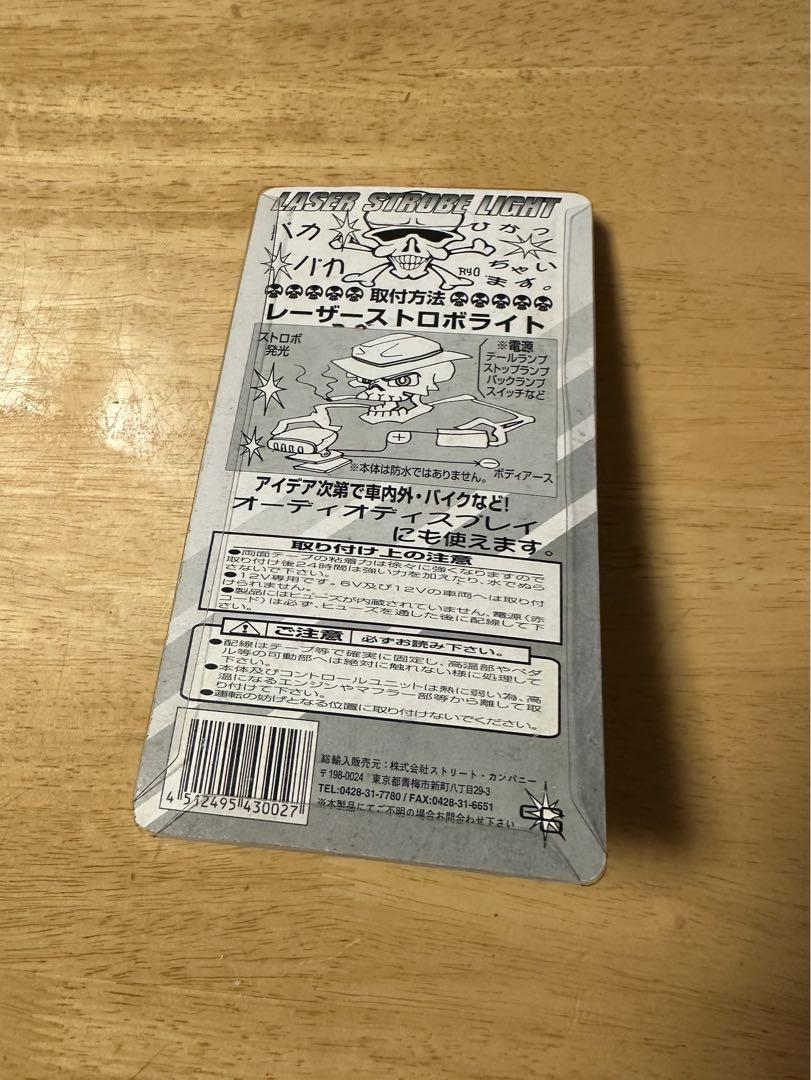 LASER STROBE LIGHT
パカ
パカ
ひかっ
ちゃい
ます。
RYO
取付方法
レーザーストロボライト
ストロボ
発光
※電源
テールランプ
ストップランプ
バックランプ
スイッチなど
+
−
ボディアース
※本体は防水ではありません。
アイデア次第で車内外・バイクなど!
オーディオディスプレイ
にも使えます。
取り付け上の注意
●両面テープの粘着力は徐々に強くなりますので
取り付け後24時間は強い力を加えたり、水でぬら
さないで下さい。
●12V専用です。6V及び12Vの車両へは取り付
けられません。
●製品にはヒューズが内蔵されていません、電源(赤
コード)は必ず、ヒューズを通した後に配線して下
さい。
ご注意 必ずお読み下さい。
●配線はテープ等で確実に固定し、高温部やペダ
ル等の可動部へは絶対に触れない様に処理して
下さい。
●本体及びコントロールユニットは熱に弱い為、高
温になるエンジンやマフラー部等から離して取
り付けて下さい。
●運転の妨げとなる位置に取り付けないでください。
4 512495 430027
総輸入販売元:株式会社ストリート・カンパニー
〒198-0024 東京都青梅市新町八丁目29-3
TEL:0428-31-7780 / FAX:0428-31-6651
※本製品にてご不明の場合お問合わせ下さい